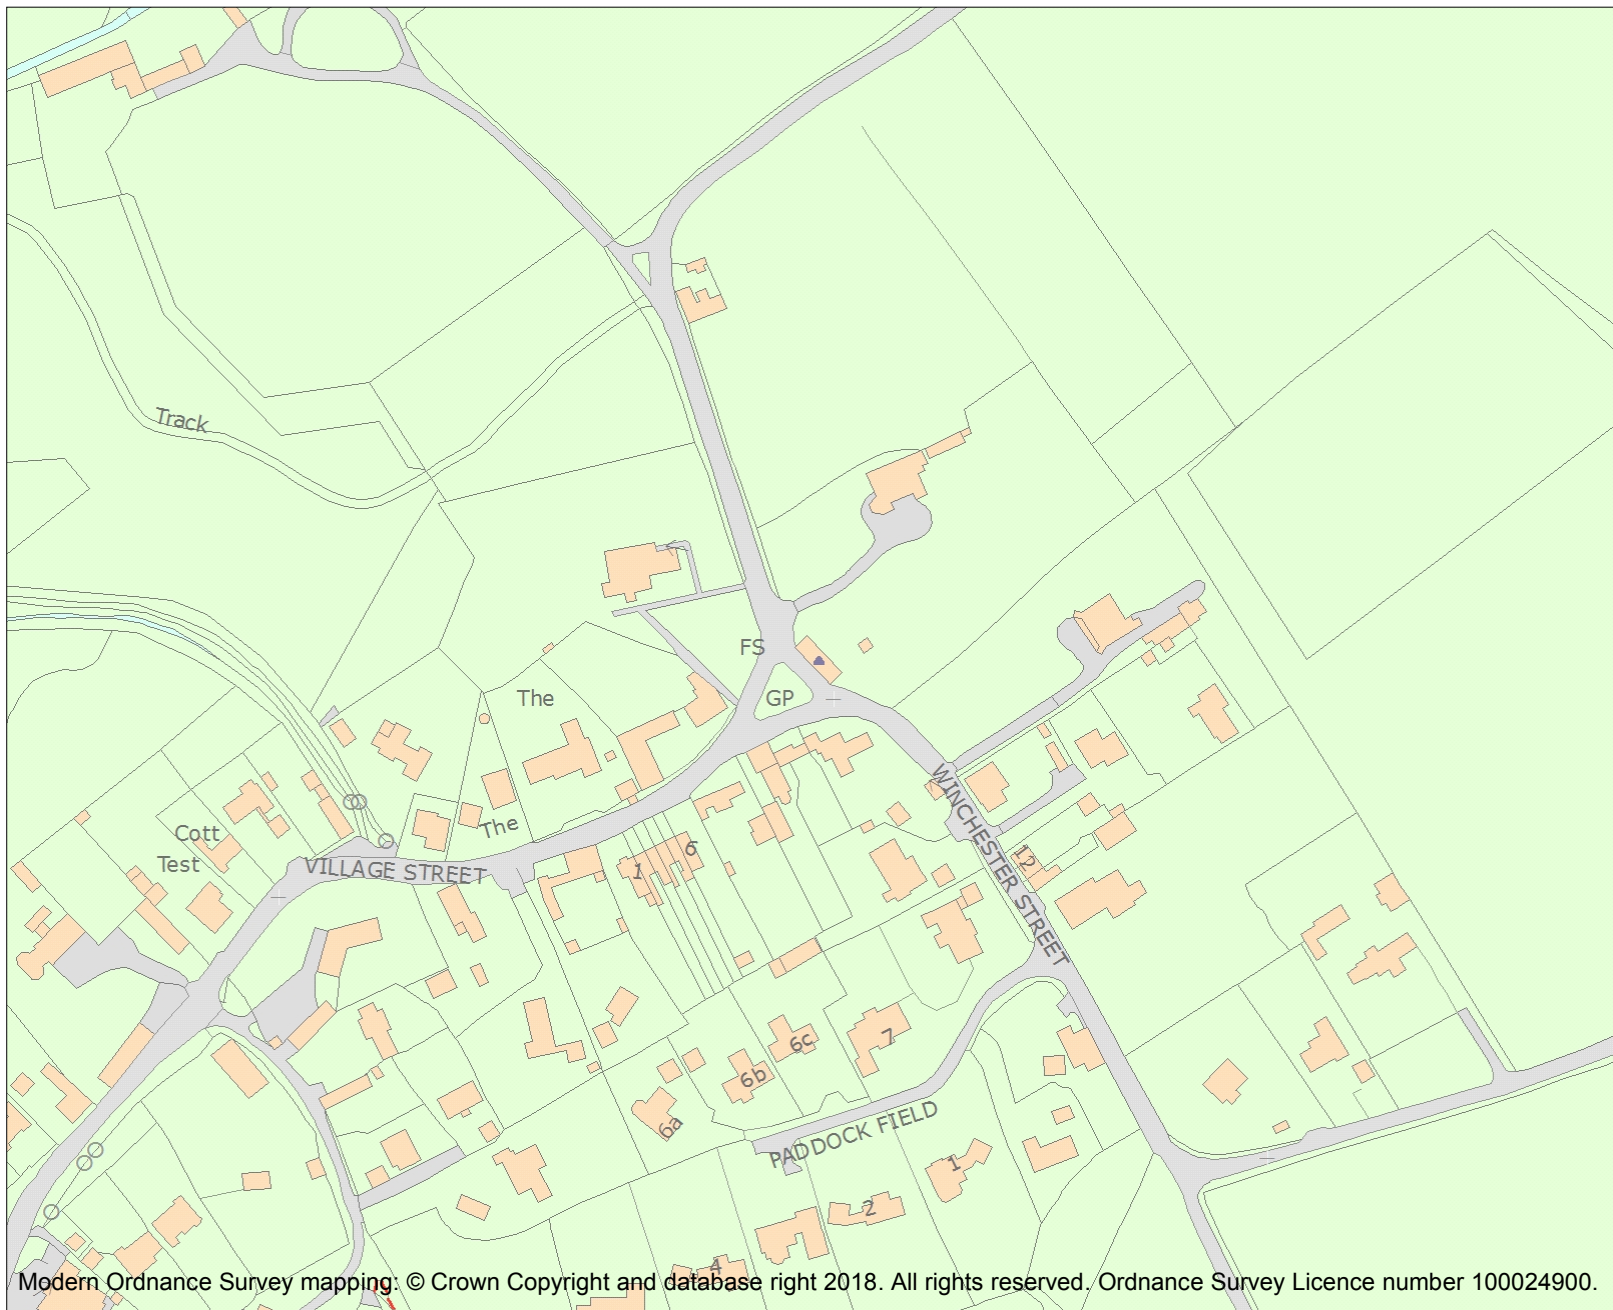 Track
FS
GP
The
The
Cott
Test
VILLAGE STREET
1
6
WINCHESTER STREET
12
6c
7
6b
6a
PADDOCK FIELD
1
2
4
Modern Ordnance Survey mapping: © Crown Copyright and database right 2018. All rights reserved. Ordnance Survey Licence number 100024900.